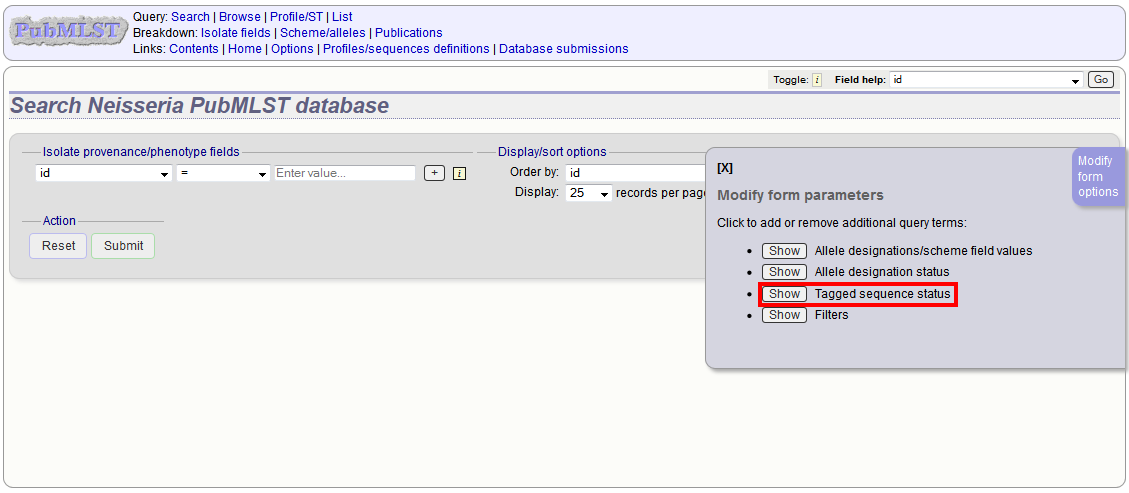 PubMLST
Query: Search | Browse | Profile/ST | List
Breakdown: Isolate fields | Scheme/alleles | Publications
Links: Contents | Home | Options | Profiles/sequences definitions | Database submissions
Toggle: i Field help: id Go
Search Neisseria PubMLST database
Isolate provenance/phenotype fields
id = Enter value... + i
Display/sort options
Order by: id
Display: 25 records per page
Action
Reset Submit
Modify
form
options
[X]
Modify form parameters
Click to add or remove additional query terms:
• Show Allele designations/scheme field values
• Show Allele designation status
• Show Tagged sequence status
• Show Filters